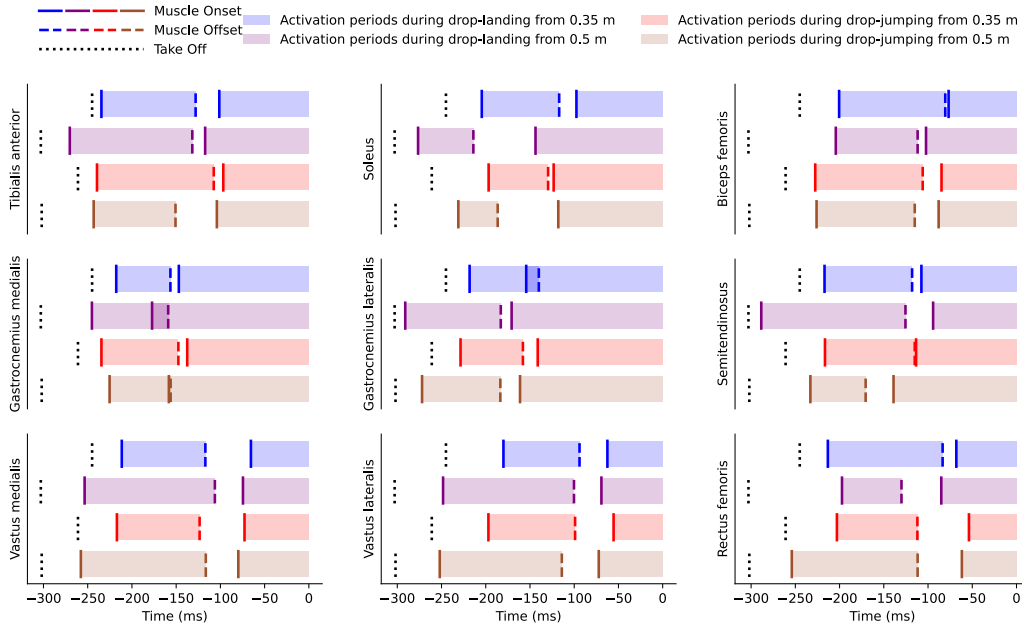 Muscle Onset
Muscle Offset
Take Off
Activation periods during drop-landing from 0.35 m
Activation periods during drop-landing from 0.5 m
Activation periods during drop-jumping from 0.35 m
Activation periods during drop-jumping from 0.5 m
Tibialis anterior
Soleus
Biceps femoris
Gastrocnemius medialis
Gastrocnemius lateralis
Semitendinosus
Vastus medialis
Vastus lateralis
Rectus femoris
−300 −250 −200 −150 −100 −50 0
−300 −250 −200 −150 −100 −50 0
−300 −250 −200 −150 −100 −50 0
Time (ms)
Time (ms)
Time (ms)